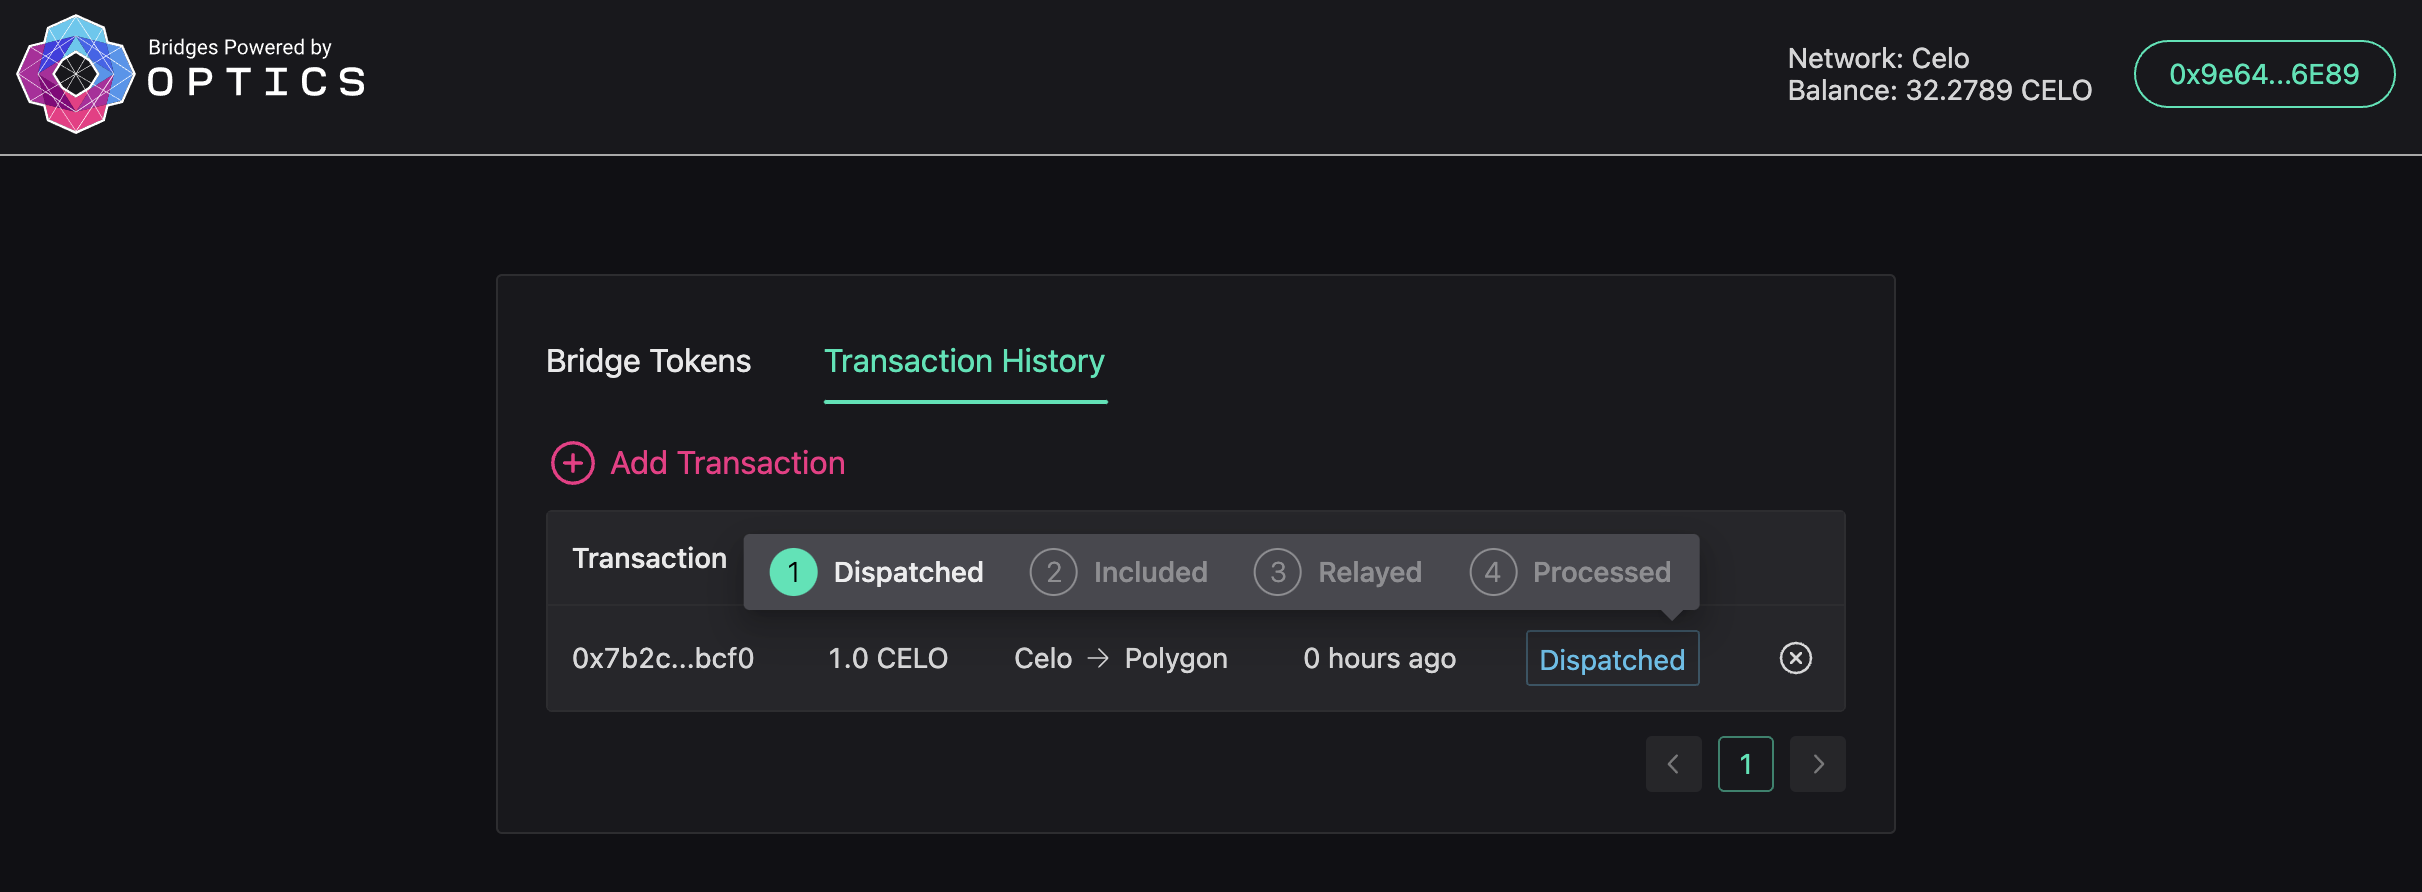 Bridges Powered by
OPTICS
Network: Celo
Balance: 32.2789 CELO
0x9e64...6E89
Bridge Tokens
Transaction History
Add Transaction
Transaction
1 Dispatched 2 Included 3 Relayed 4 Processed
0x7b2c...bcf0 1.0 CELO Celo → Polygon 0 hours ago Dispatched
1